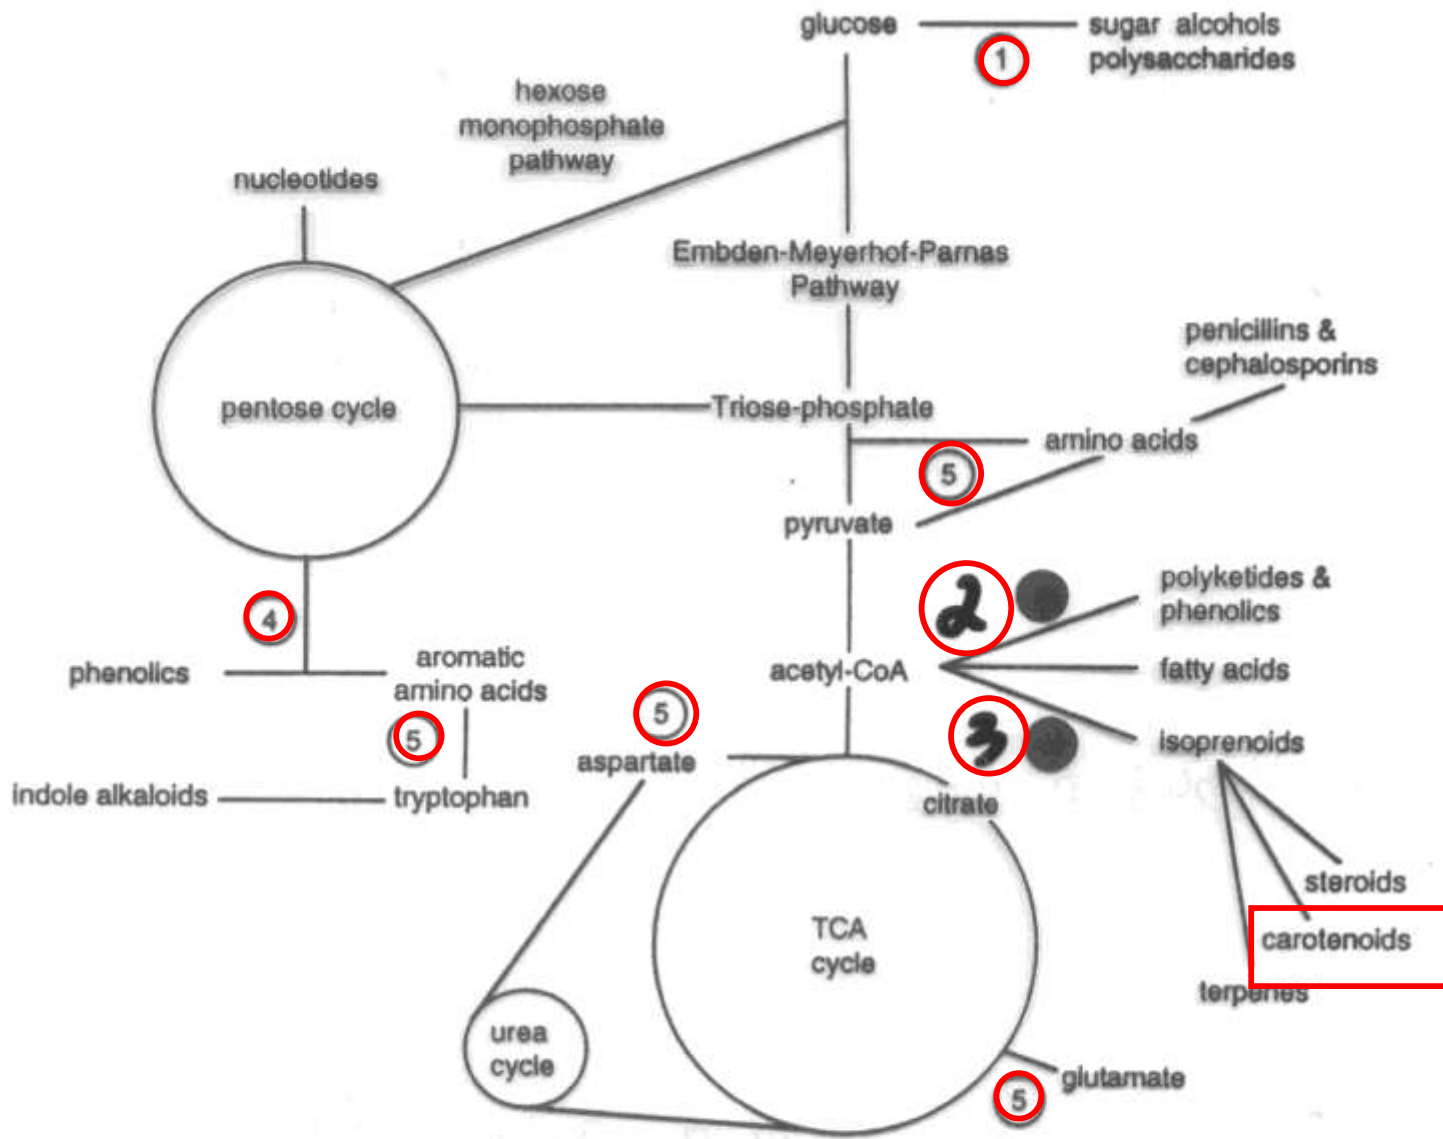 glucose
sugar alcohols
polysaccharides
1
hexose
monophosphate
pathway
nucleotides
Embden-Meyerhof-Parnas
Pathway
penicillins &
cephalosporins
pentose cycle
Triose-phosphate
amino acids
5
pyruvate
polyketides &
phenolics
2
4
phenolics
aromatic
amino acids
acetyl-CoA
fatty acids
5
3
isoprenoids
5
aspartate
indole alkaloids
tryptophan
citrate
steroids
TCA
cycle
carotenoids
terpenes
urea
cycle
glutamate
5